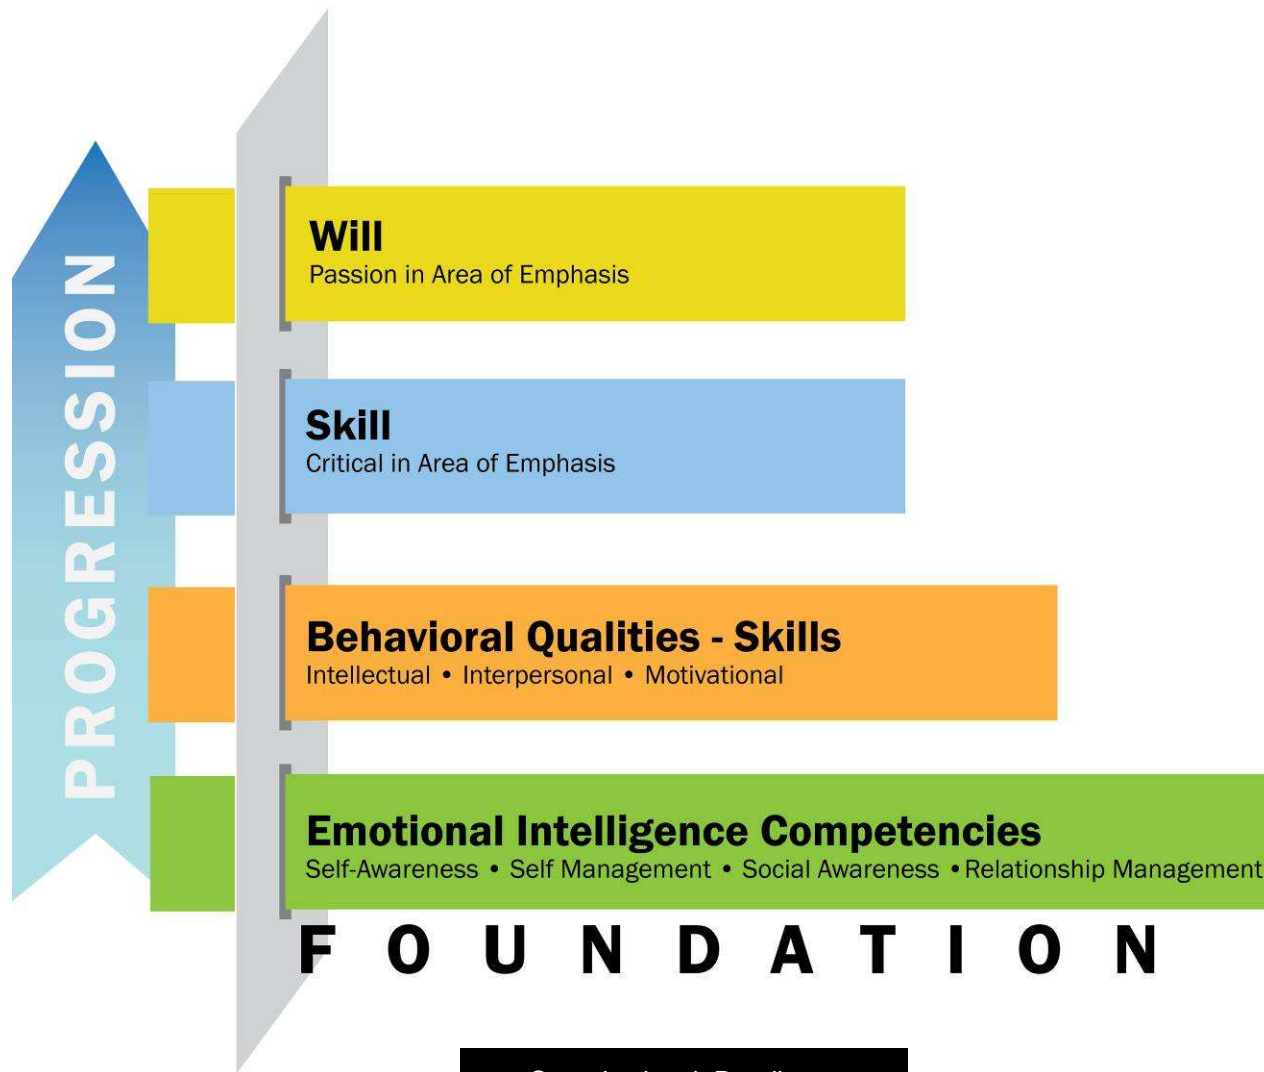 PROGRESSION
Will
Passion in Area of Emphasis
Skill
Critical in Area of Emphasis
Behavioral Qualities - Skills
Intellectual • Interpersonal • Motivational
Emotional Intelligence Competencies
Self-Awareness • Self Management • Social Awareness • Relationship Management
FOUNDATION